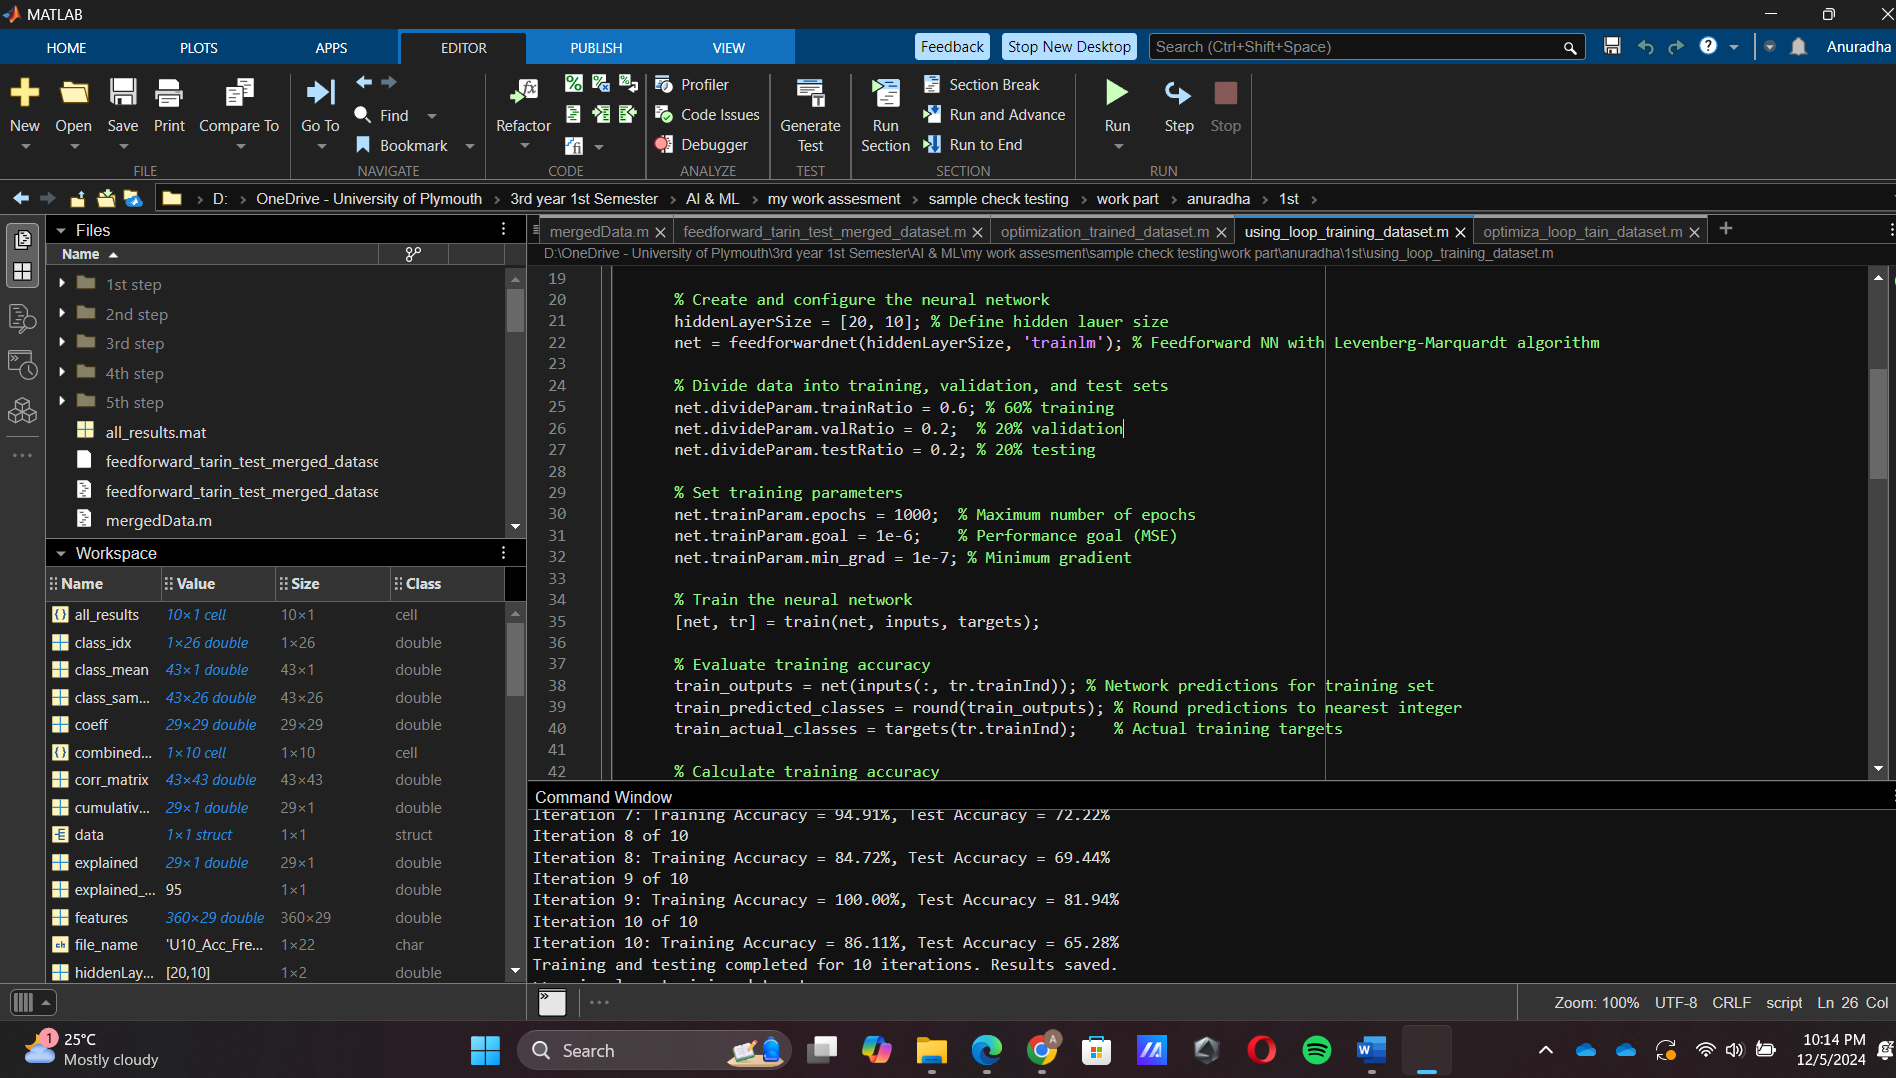 MATLAB
HOME PLOTS APPS EDITOR PUBLISH VIEW Feedback Stop New Desktop Search (Ctrl+Shift+Space) Anuradha
New Open Save Print Compare To Go To Find Bookmark Refactor Profiler Code Issues Debugger Generate Test Run Section Section Break Run and Advance Run to End Run Step Stop
FILE NAVIGATE CODE ANALYZE TEST SECTION RUN
D: OneDrive - University of Plymouth 3rd year 1st Semester AI & ML my work assesment sample check testing work part anuradha 1st
Files
Name
1st step
2nd step
3rd step
4th step
5th step
all_results.mat
feedforward_tarin_test_merged_datase
feedforward_tarin_test_merged_datase
mergedData.m
Workspace
Name Value Size Class
all_results 10×1 cell 10×1 cell
class_idx 1×26 double 1×26 double
class_mean 43×1 double 43×1 double
class_sam... 43×26 double 43×26 double
coeff 29×29 double 29×29 double
combined... 1×10 cell 1×10 cell
corr_matrix 43×43 double 43×43 double
cumulativ... 29×1 double 29×1 double
data 1×1 struct 1×1 struct
explained 29×1 double 29×1 double
explained_... 95 1×1 double
features 360×29 double 360×29 double
file_name 'U10_Acc_Fre... 1×22 char
hiddenLay... [20,10] 1×2 double
mergedData.m feedforward_tarin_test_merged_dataset.m optimization_trained_dataset.m using_loop_training_dataset.m optimiza_loop_tain_dataset.m
D:\OneDrive - University of Plymouth\3rd year 1st Semester\AI & ML\my work assesment\sample check testing\work part\anuradha\1st\using_loop_training_dataset.m
19
20 % Create and configure the neural network
21 hiddenLayerSize = [20, 10]; % Define hidden lauer size
22 net = feedforwardnet(hiddenLayerSize, 'trainlm'); % Feedforward NN with Levenberg-Marquardt algorithm
23
24 % Divide data into training, validation, and test sets
25 net.divideParam.trainRatio = 0.6; % 60% training
26 net.divideParam.valRatio = 0.2; % 20% validation
27 net.divideParam.testRatio = 0.2; % 20% testing
28
29 % Set training parameters
30 net.trainParam.epochs = 1000; % Maximum number of epochs
31 net.trainParam.goal = 1e-6; % Performance goal (MSE)
32 net.trainParam.min_grad = 1e-7; % Minimum gradient
33
34 % Train the neural network
35 [net, tr] = train(net, inputs, targets);
36
37 % Evaluate training accuracy
38 train_outputs = net(inputs(:, tr.trainInd)); % Network predictions for training set
39 train_predicted_classes = round(train_outputs); % Round predictions to nearest integer
40 train_actual_classes = targets(tr.trainInd); % Actual training targets
41
42 % Calculate training accuracy
Command Window
Iteration 7: Training Accuracy = 94.91%, Test Accuracy = 72.22%
Iteration 8 of 10
Iteration 8: Training Accuracy = 84.72%, Test Accuracy = 69.44%
Iteration 9 of 10
Iteration 9: Training Accuracy = 100.00%, Test Accuracy = 81.94%
Iteration 10 of 10
Iteration 10: Training Accuracy = 86.11%, Test Accuracy = 65.28%
Training and testing completed for 10 iterations. Results saved.
Zoom: 100% UTF-8 CRLF script Ln 26 Col
1 25°C
Mostly cloudy
Search
10:14 PM
12/5/2024